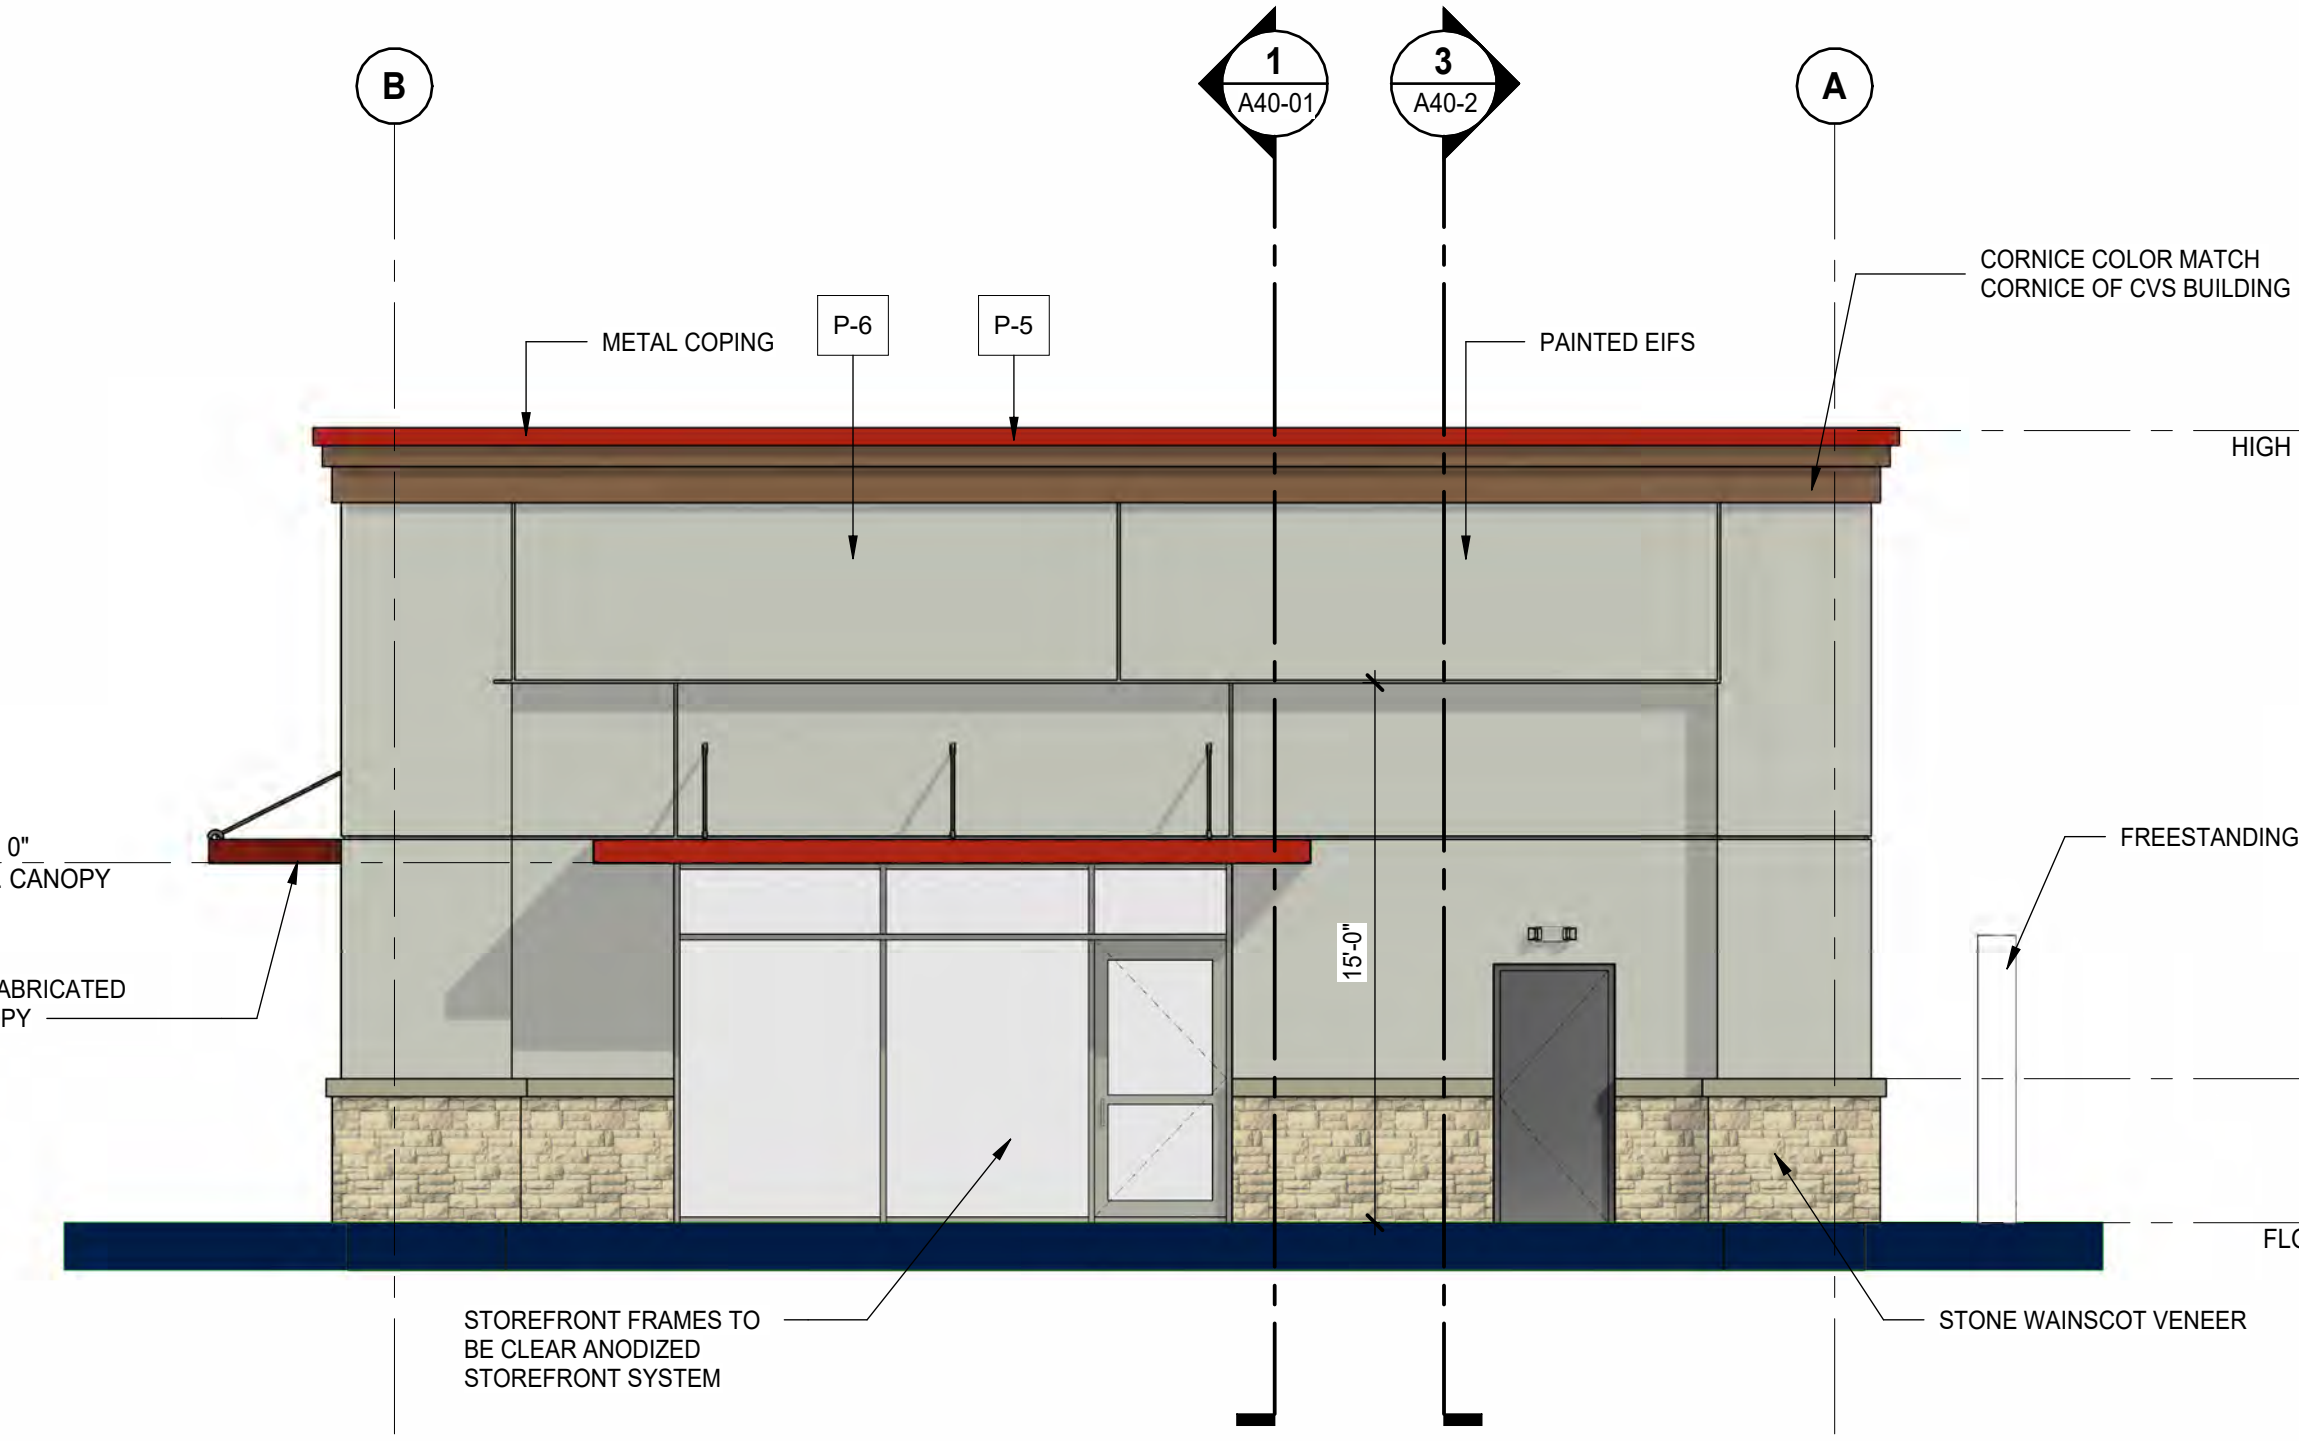 B
1
A40-01
3
A40-2
A
CORNICE COLOR MATCH
CORNICE OF CVS BUILDING
METAL COPING
P-6
P-5
PAINTED EIFS
HIGH
0"
CANOPY
FREESTANDING
15'-0"
ABRICATED
PY
FLO
STOREFRONT FRAMES TO
BE CLEAR ANODIZED
STOREFRONT SYSTEM
STONE WAINSCOT VENEER